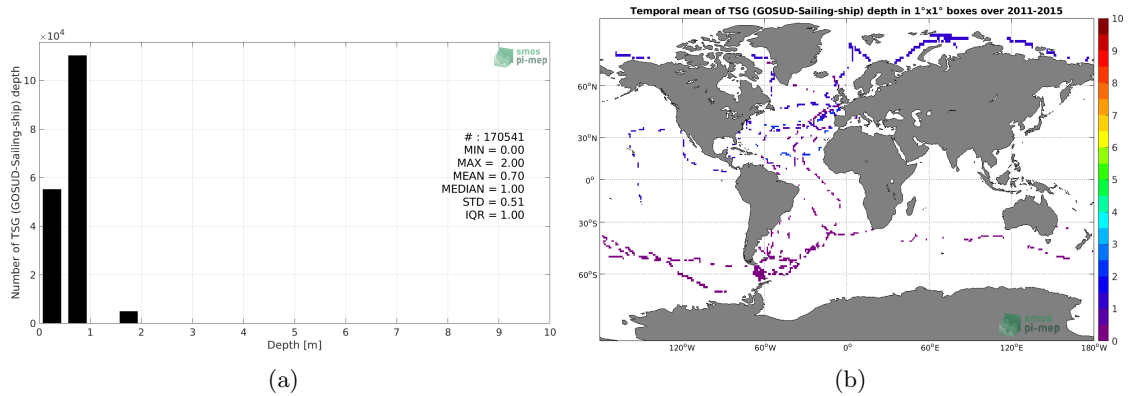 ×10⁴
smos
pi-mep
Number of TSG (GOSUD-Sailing-ship) depth
10
8
6
4
2
0
# : 170541
MIN = 0.00
MAX = 2.00
MEAN = 0.70
MEDIAN = 1.00
STD = 0.51
IQR = 1.00
0 1 2 3 4 5 6 7 8 9 10
Depth [m]
(a)
Temporal mean of TSG (GOSUD-Sailing-ship) depth in 1°x1° boxes over 2011-2015
60°N
30°N
0°
30°S
60°S
120°W 60°W 0° 60°E 120°E 180°W
smos
pi-mep
10
9
8
7
6
5
4
3
2
1
0
(b)